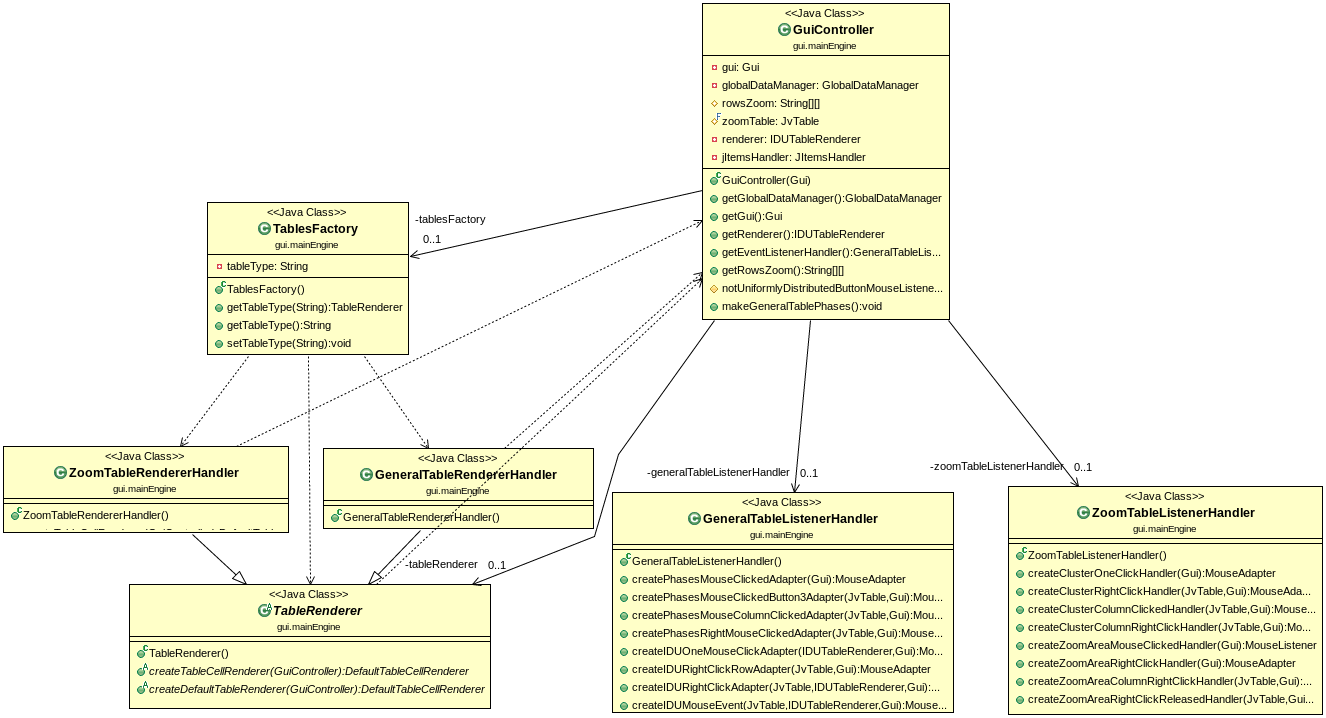 <<Java Class>>
GuiController
gui.mainEngine
gui: Gui
globalDataManager: GlobalDataManager
rowsZoom: String[][]
zoomTable: JvTable
renderer: IDUTableRenderer
jItemsHandler: JItemsHandler
GuiController(Gui)
getGlobalDataManager():GlobalDataManager
getGui():Gui
getRenderer():IDUTableRenderer
getEventListenerHandler():GeneralTableLis...
getRowsZoom():String[][]
notUniformlyDistributedButtonMouseListene...
makeGeneralTablePhases():void
-tablesFactory
0..1
<<Java Class>>
TablesFactory
gui.mainEngine
tableType: String
TablesFactory()
getTableType(String):TableRenderer
getTableType():String
setTableType(String):void
<<Java Class>>
ZoomTableRendererHandler
gui.mainEngine
ZoomTableRendererHandler()
<<Java Class>>
GeneralTableRendererHandler
gui.mainEngine
GeneralTableRendererHandler()
-tableRenderer 0..1
-generalTableListenerHandler 0..1
-zoomTableListenerHandler 0..1
<<Java Class>>
TableRenderer
gui.mainEngine
TableRenderer()
createTableCellRenderer(GuiController):DefaultTableCellRenderer
createDefaultTableRenderer(GuiController):DefaultTableCellRenderer
<<Java Class>>
GeneralTableListenerHandler
gui.mainEngine
GeneralTableListenerHandler()
createPhasesMouseClickedAdapter(Gui):MouseAdapter
createPhasesMouseClickedButton3Adapter(JvTable,Gui):Mou...
createPhasesMouseColumnClickedAdapter(JvTable,Gui):Mou...
createPhasesRightMouseClickedAdapter(JvTable,Gui):Mouse...
createIDUOneMouseClickAdapter(IDUTableRenderer,Gui):Mo...
createIDURightClickRowAdapter(JvTable,Gui):MouseAdapter
createIDURightClickAdapter(JvTable,IDUTableRenderer,Gui):...
createIDUMouseEvent(JvTable,IDUTableRenderer,Gui):Mouse...
<<Java Class>>
ZoomTableListenerHandler
gui.mainEngine
ZoomTableListenerHandler()
createClusterOneClickHandler(Gui):MouseAdapter
createClusterRightClickHandler(JvTable,Gui):MouseAda...
createClusterColumnClickedHandler(JvTable,Gui):Mouse...
createClusterColumnRightClickHandler(JvTable,Gui):Mo...
createZoomAreaMouseClickedHandler(Gui):MouseListener
createZoomAreaRightClickHandler(Gui):MouseAdapter
createZoomAreaColumnRightClickHandler(JvTable,Gui):...
createZoomAreaRightClickReleasedHandler(JvTable,Gui...